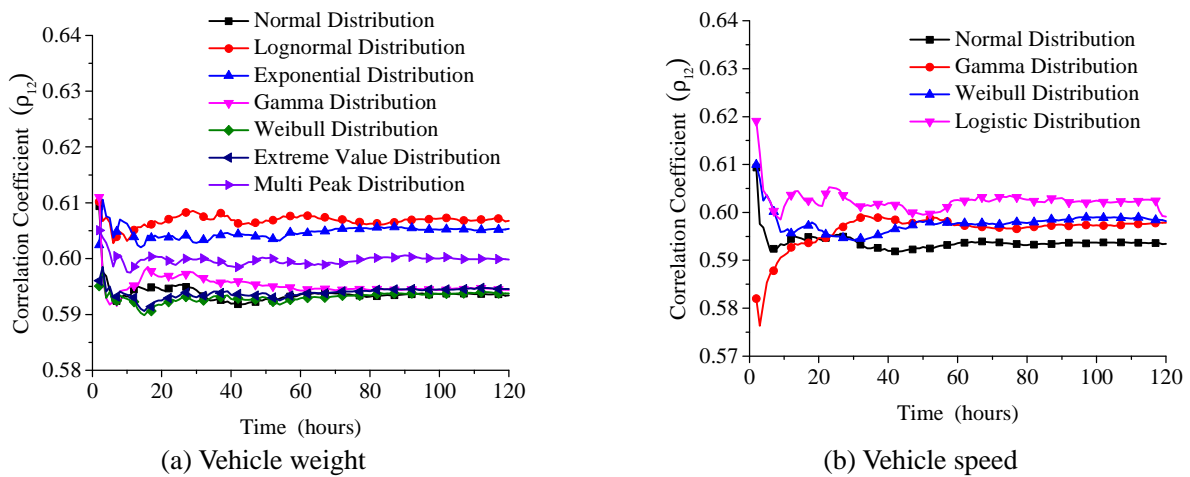 Normal Distribution
Lognormal Distribution
Exponential Distribution
Gamma Distribution
Weibull Distribution
Extreme Value Distribution
Multi Peak Distribution
0.64
0.63
0.62
0.61
0.60
0.59
0.58
Correlation Coefficient (ρ12)
0 20 40 60 80 100 120
Time (hours)
(a) Vehicle weight
Normal Distribution
Gamma Distribution
Weibull Distribution
Logistic Distribution
0.64
0.63
0.62
0.61
0.60
0.59
0.58
0.57
Correlation Coefficient (ρ12)
0 20 40 60 80 100 120
Time (hours)
(b) Vehicle speed